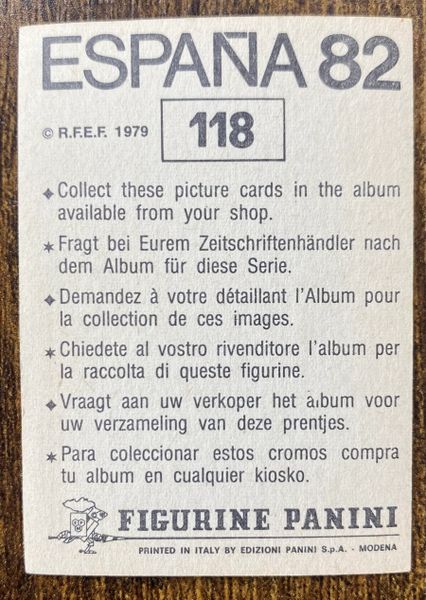 ESPAÑA 82
© R.F.E.F. 1979
118
Collect these picture cards in the album
available from your shop.
Fragt bei Eurem Zeitschriftenhändler nach
dem Album für diese Serie.
Demandez à votre détaillant l'Album pour
la collection de ces images.
Chiedete al vostro rivenditore l'album per
la raccolta di queste figurine.
Vraagt aan uw verkoper het album voor
uw verzameling van deze prentjes.
Para coleccionar estos cromos compra
tu album en cualquier kiosko.
FIGURINE PANINI
PRINTED IN ITALY BY EDIZIONI PANINI S.p.A. - MODENA